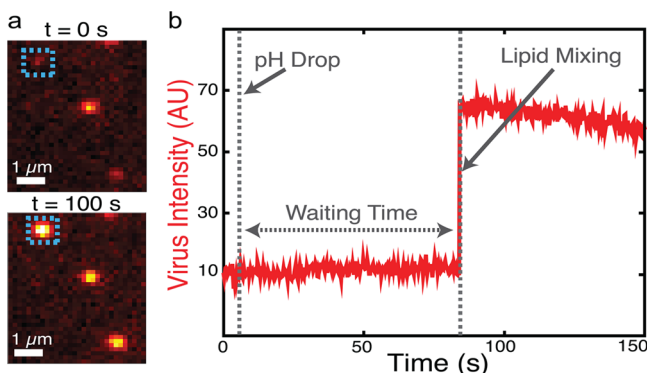 a
t = 0 s
1 µm
t = 100 s
1 µm
b
Virus Intensity (AU)
70
50
30
10
pH Drop
Lipid Mixing
Waiting Time
0
50
100
150
Time (s)